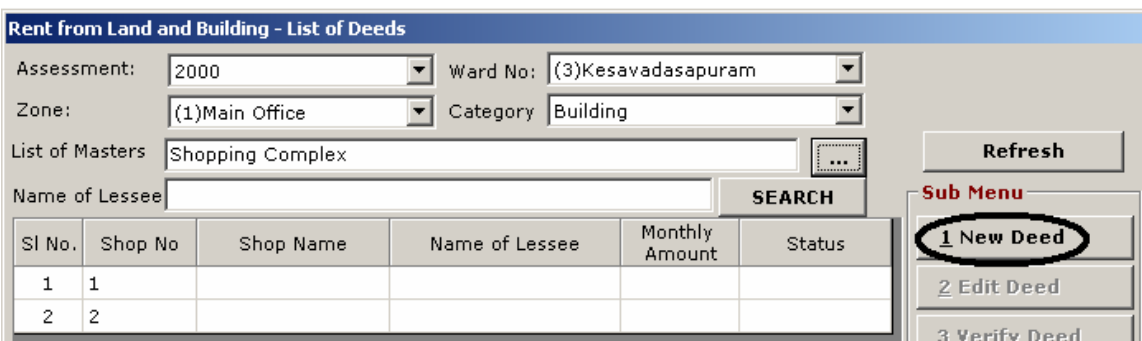 Rent from Land and Building - List of Deeds
Assessment: 2000 Ward No: (3)Kesavadasapuram
Zone: (1)Main Office Category Building
List of Masters Shopping Complex ... Refresh
Name of Lessee SEARCH Sub Menu
Sl No. Shop No Shop Name Name of Lessee Monthly Amount Status 1 New Deed
1 1 2 Edit Deed
2 2 3 Verify Deed